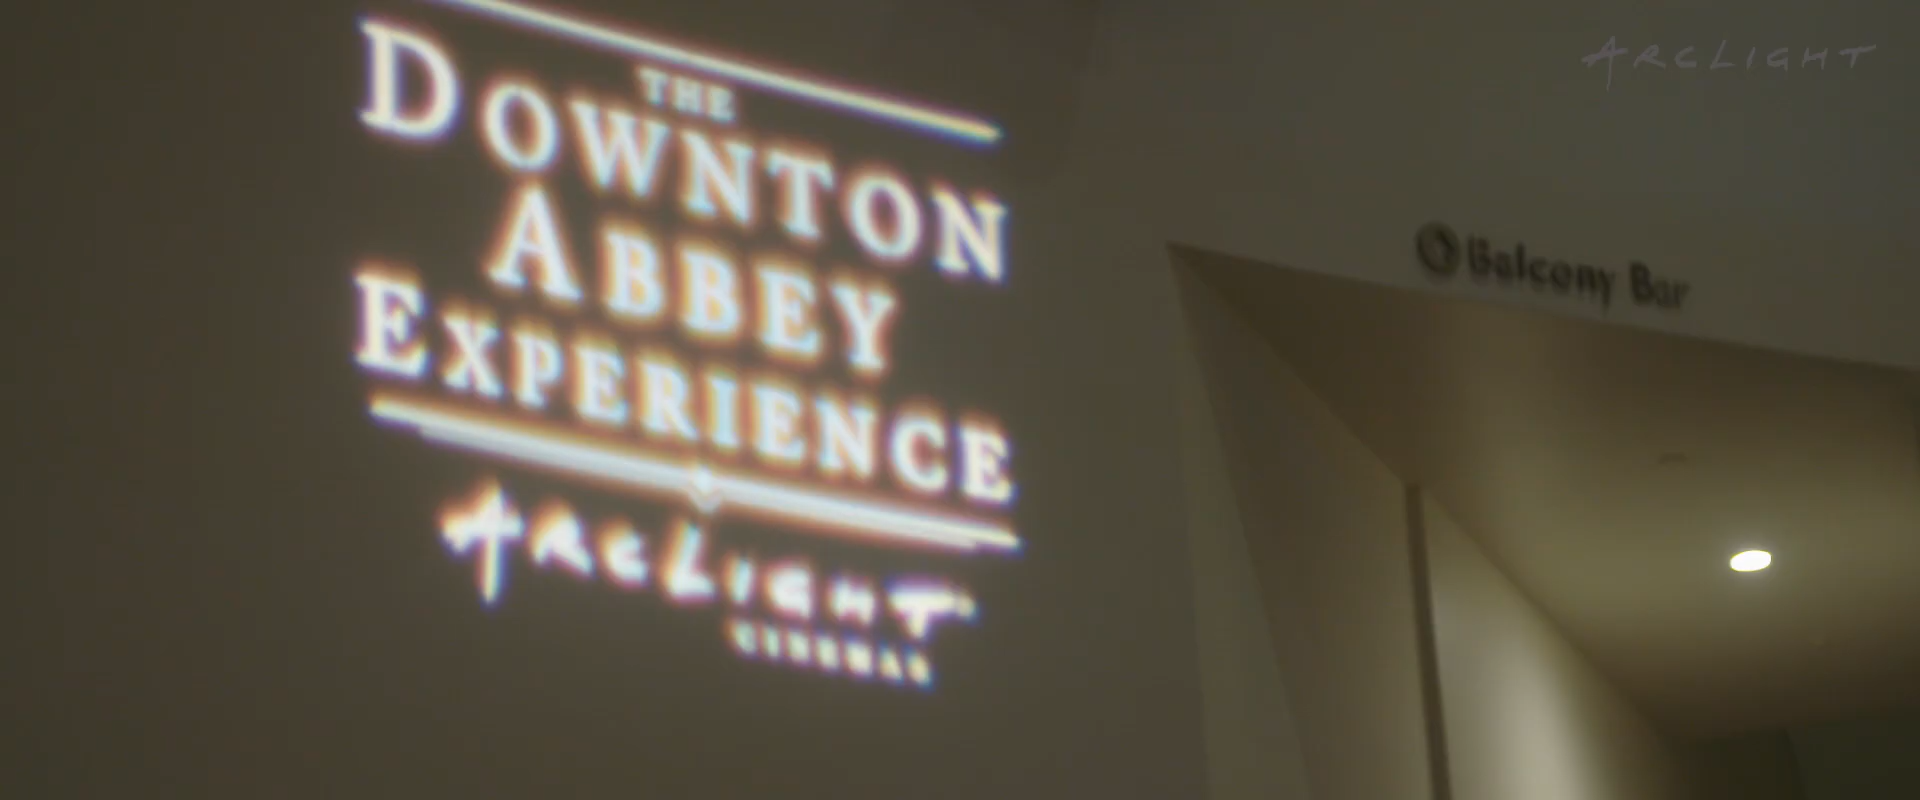 THE
DOWNTON
ABBEY
EXPERIENCE
ARCLIGHT
CINEMAS
Balcony Bar
ARCLIGHT